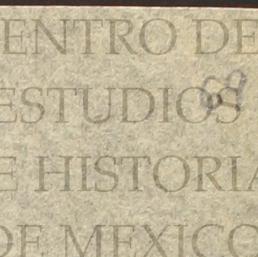 ENTRO DE
ESTUDIOS
E HISTORIA
DE MEXICO